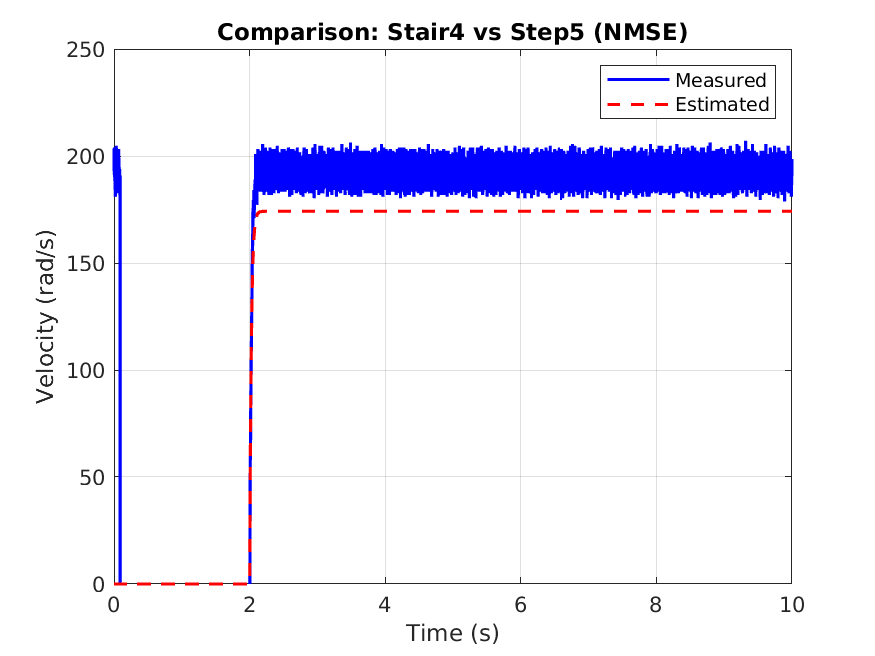 Comparison: Stair4 vs Step5 (NMSE)
Measured
Estimated
Velocity (rad/s)
250
200
150
100
50
0
0 2 4 6 8 10
Time (s)